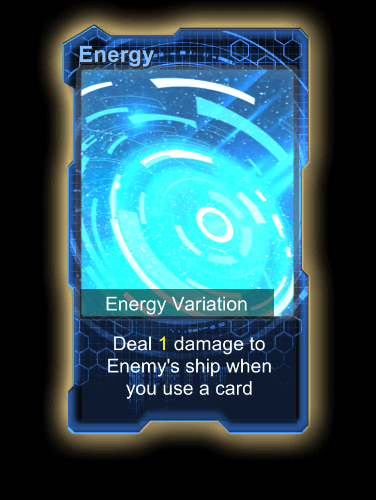 Energy
Energy Variation
Deal 1 damage to
Enemy's ship when
you use a card